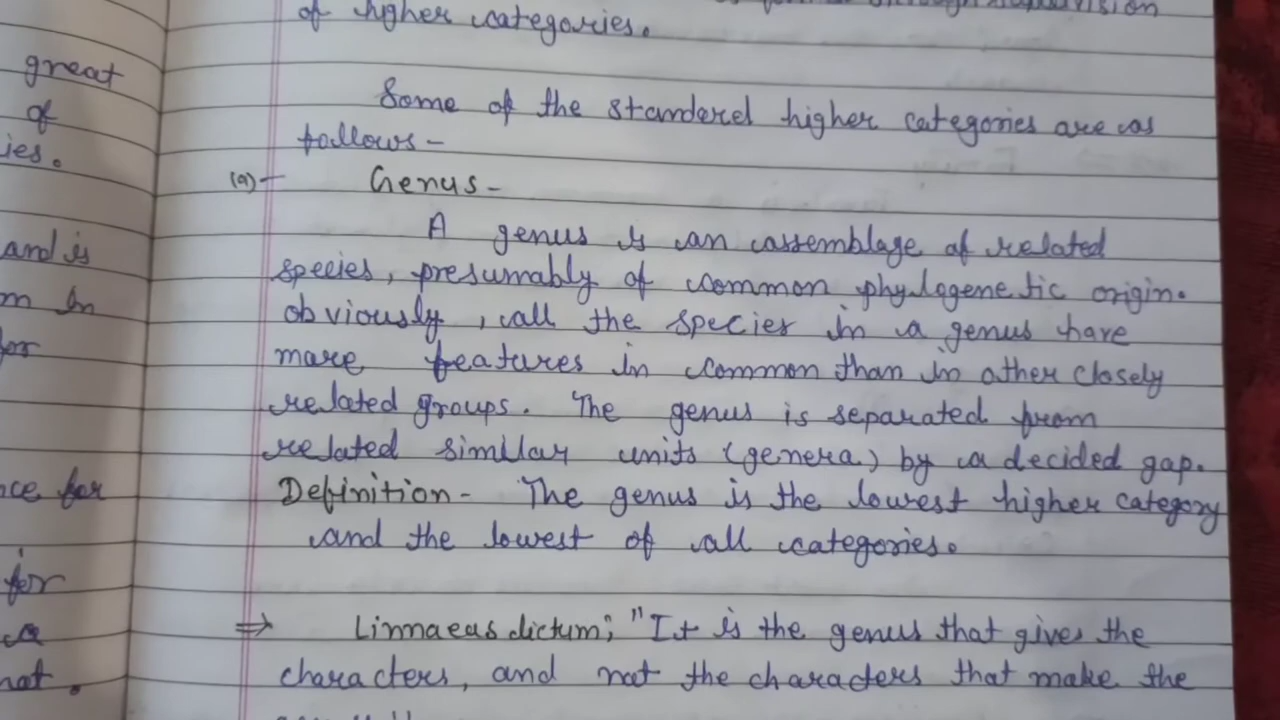 great
of
ies.
and is
m in
for
nce for
for
a
nat.
of higher categories.
Some of the standered higher categories are as
follows-
(a)- Genus-
A genus is an assemblage of related
species, presumably of common phylogenetic origin.
obviously, all the species in a genus have
more features in common than in other closely
related groups. The genus is separated from
related similar units (genera) by a decided gap.
Definition- The genus is the lowest higher category
and the lowest of all categories.
⇒ Linnaeus dictum; "It is the genus that gives the
characters, and not the characters that make the